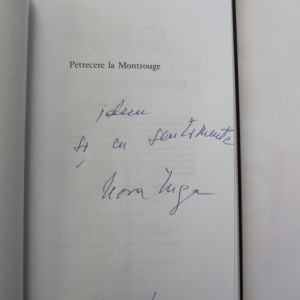 Petrecere la Montrouge
idem
și cu sentimente
Nora Iuga